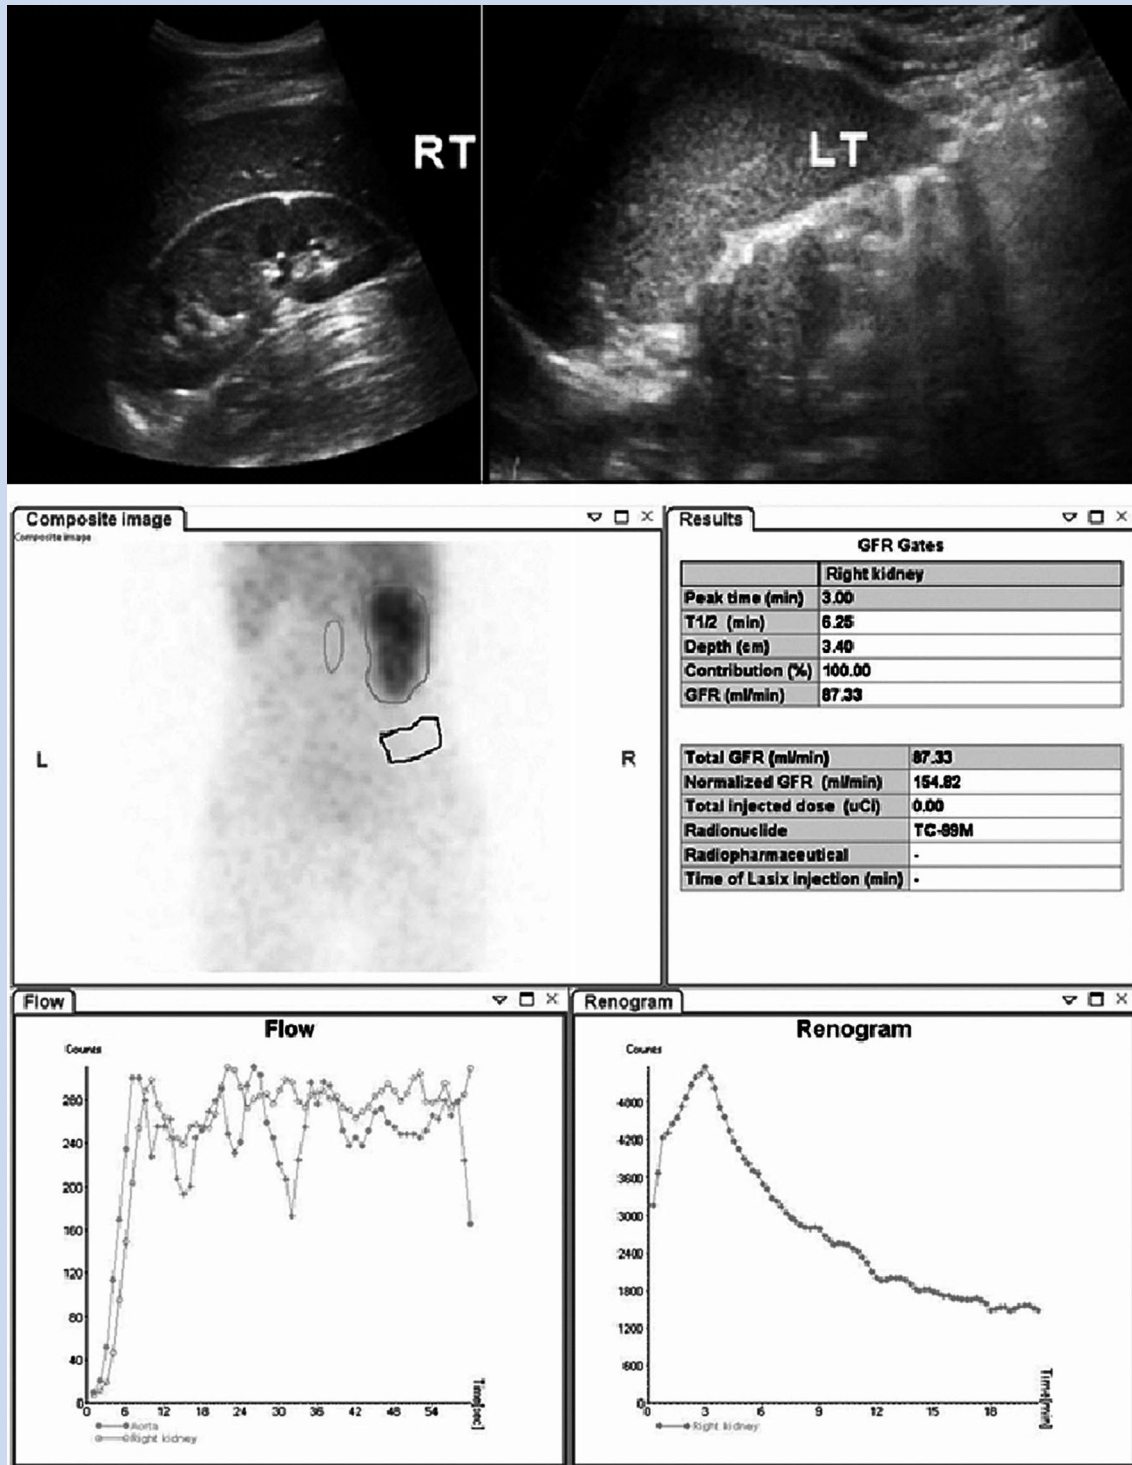 RT
LT
Composite image
Composite image
L
R
Results
GFR Gates
Right kidney
Peak time (min) 3.00
T1/2 (min) 6.25
Depth (cm) 3.40
Contribution (%) 100.00
GFR (ml/min) 87.33
Total GFR (ml/min) 87.33
Normalized GFR (ml/min) 154.82
Total injected dose (uCi) 0.00
Radionuclide TC-99M
Radiopharmaceutical -
Time of Lasix injection (min) -
Flow
Flow
Counts
280
240
200
160
120
80
40
0
0 6 12 18 24 30 36 42 48 54
Time[sec]
Aorta
Right kidney
Renogram
Renogram
Counts
4800
4200
3600
3000
2400
1800
1200
600
0
0 3 6 9 12 15 18
Time[min]
Right kidney